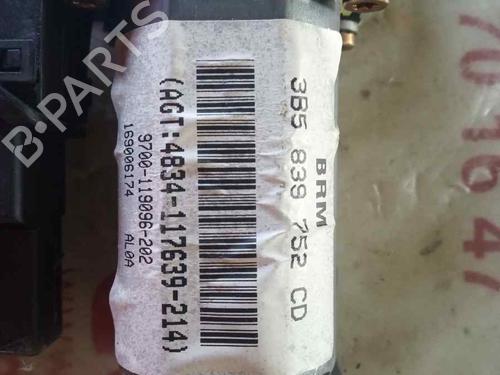 BRM
3B5 839 752 CD
(AGT:4834-117639-214)
9700-119096-202
169006174 AL0A
B-PARTS